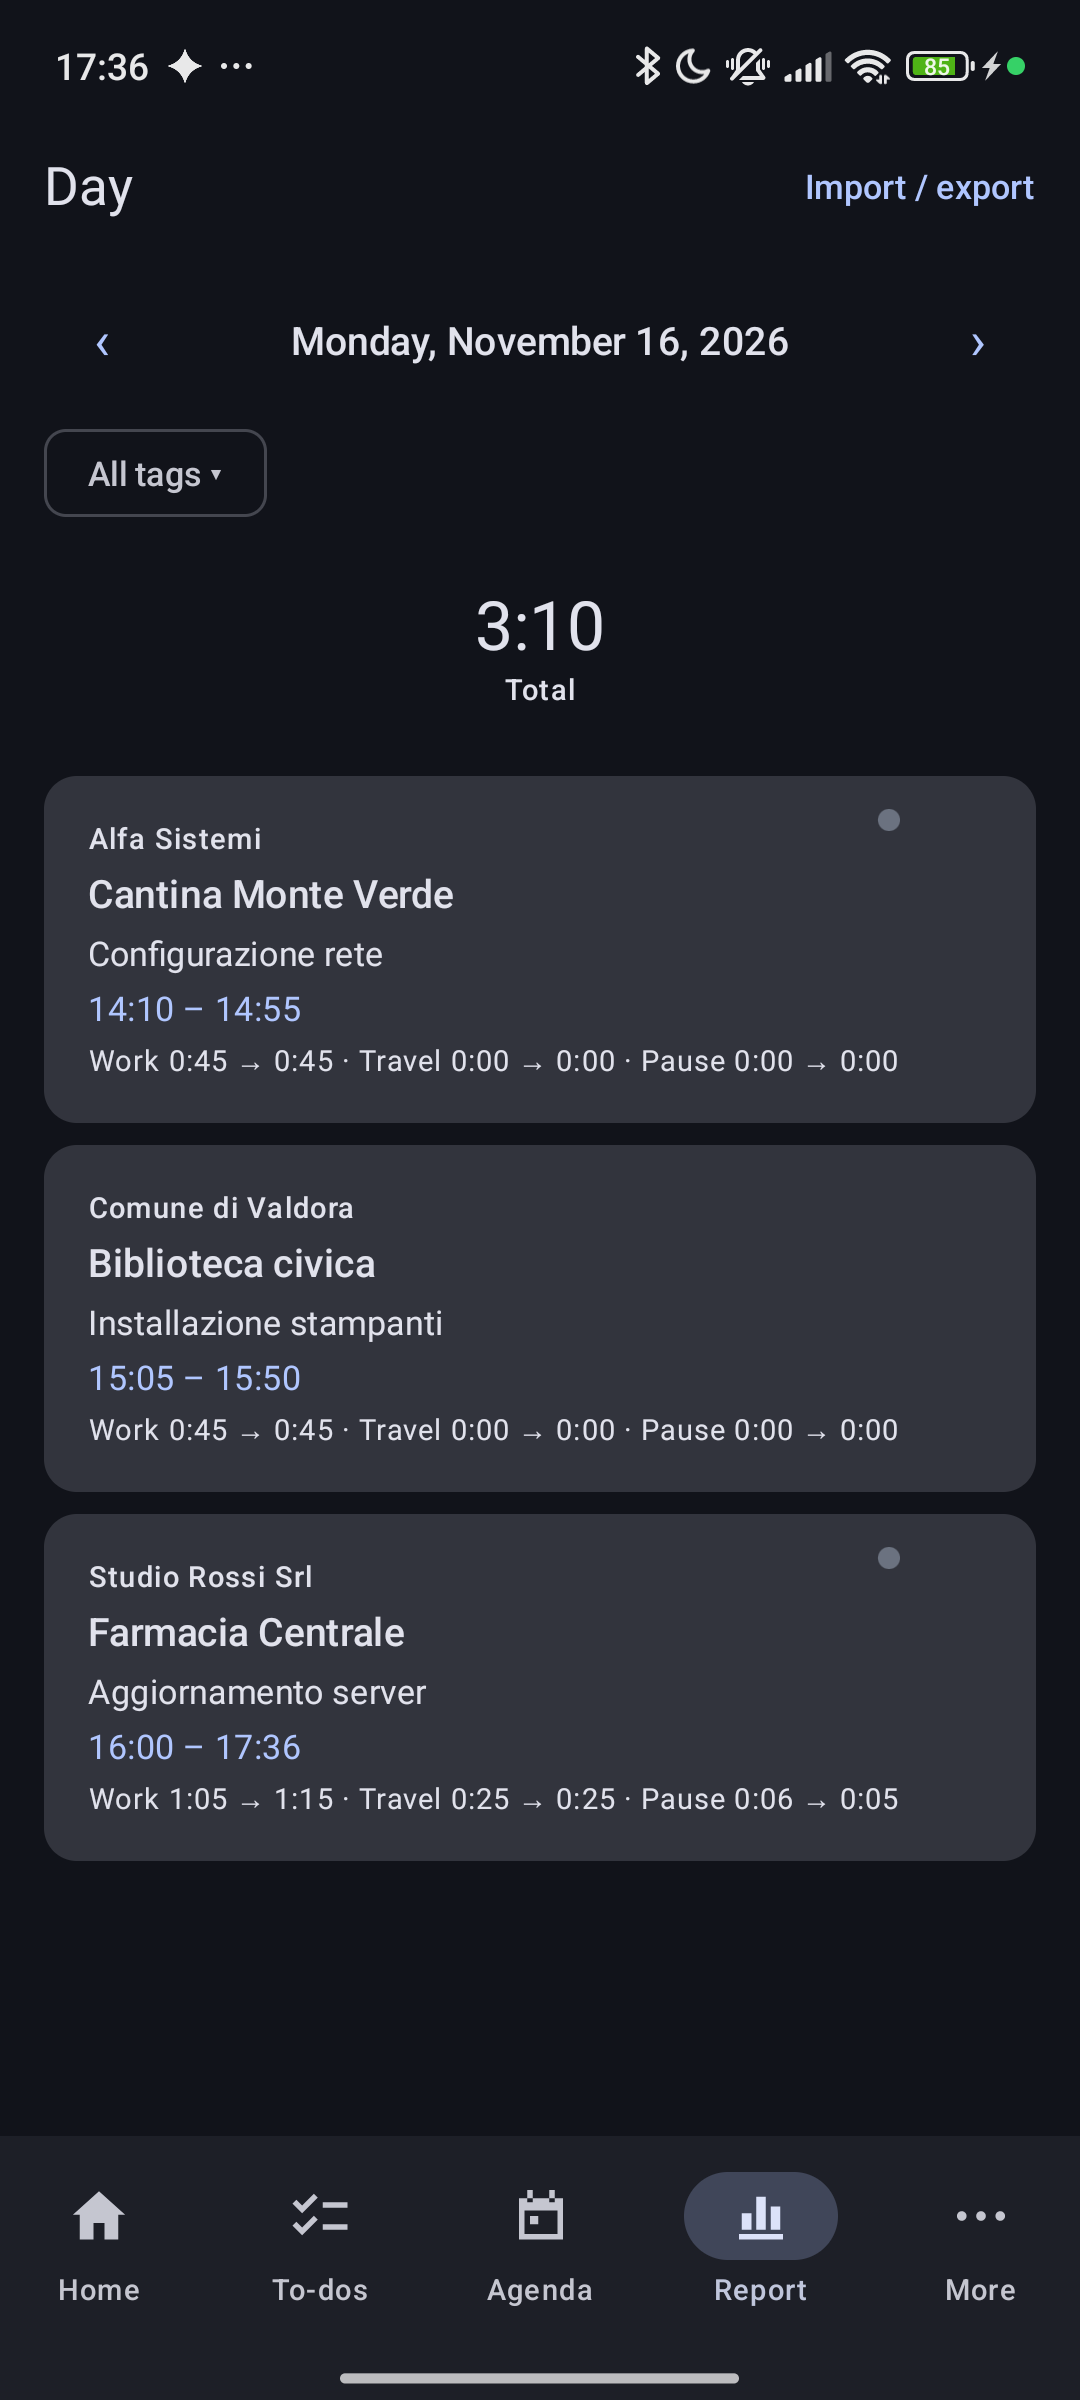 17:36
85
Day
Import / export
‹ Monday, November 16, 2026 ›
All tags ▾
3:10
Total
Alfa Sistemi
Cantina Monte Verde
Configurazione rete
14:10 – 14:55
Work 0:45 → 0:45 · Travel 0:00 → 0:00 · Pause 0:00 → 0:00
Comune di Valdora
Biblioteca civica
Installazione stampanti
15:05 – 15:50
Work 0:45 → 0:45 · Travel 0:00 → 0:00 · Pause 0:00 → 0:00
Studio Rossi Srl
Farmacia Centrale
Aggiornamento server
16:00 – 17:36
Work 1:05 → 1:15 · Travel 0:25 → 0:25 · Pause 0:06 → 0:05
Home
To-dos
Agenda
Report
More